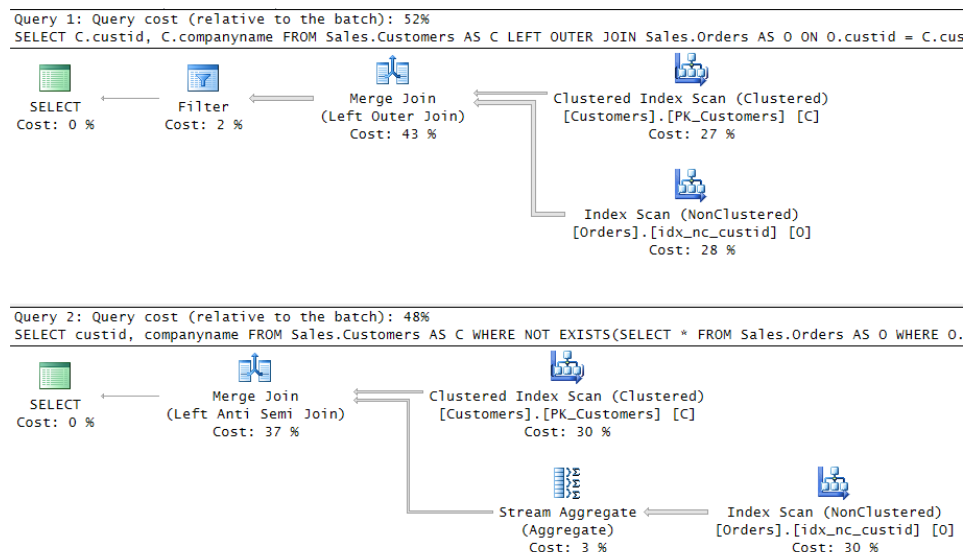 Query 1: Query cost (relative to the batch): 52%
SELECT C.custid, C.companyname FROM Sales.Customers AS C LEFT OUTER JOIN Sales.Orders AS O ON O.custid = C.cus
SELECT
Cost: 0 %
Filter
Cost: 2 %
Merge Join
(Left Outer Join)
Cost: 43 %
Clustered Index Scan (Clustered)
[Customers].[PK_Customers] [C]
Cost: 27 %
Index Scan (NonClustered)
[Orders].[idx_nc_custid] [O]
Cost: 28 %
Query 2: Query cost (relative to the batch): 48%
SELECT custid, companyname FROM Sales.Customers AS C WHERE NOT EXISTS(SELECT * FROM Sales.Orders AS O WHERE O.
SELECT
Cost: 0 %
Merge Join
(Left Anti Semi Join)
Cost: 37 %
Clustered Index Scan (Clustered)
[Customers].[PK_Customers] [C]
Cost: 30 %
Stream Aggregate
(Aggregate)
Cost: 3 %
Index Scan (NonClustered)
[Orders].[idx_nc_custid] [O]
Cost: 30 %